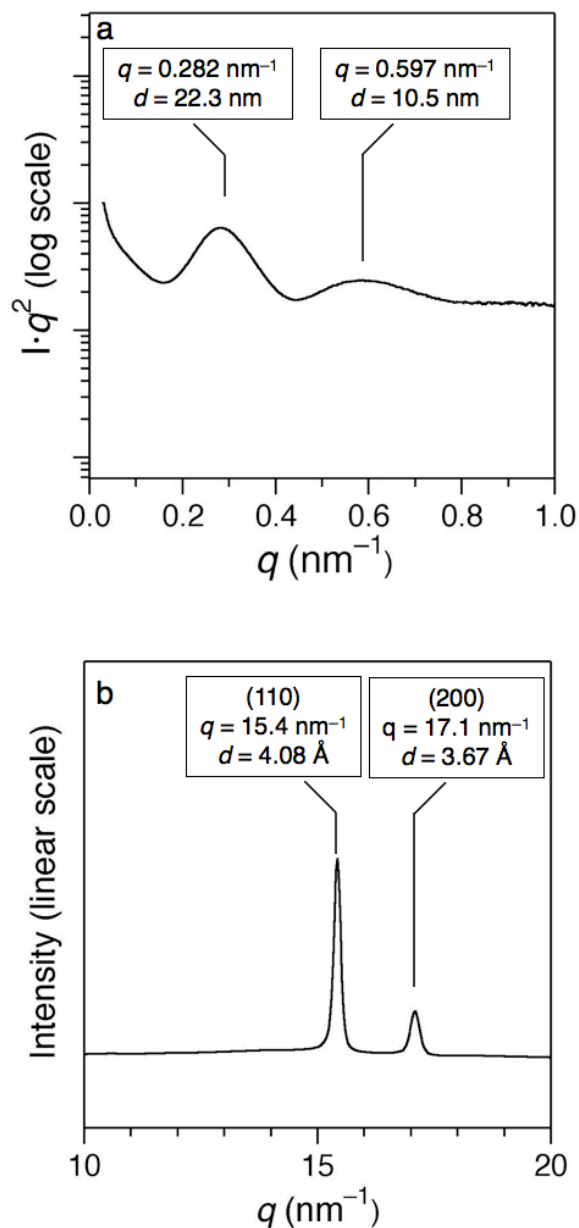 a
q = 0.282 nm⁻¹
d = 22.3 nm
q = 0.597 nm⁻¹
d = 10.5 nm
I·q² (log scale)
0.0 0.2 0.4 0.6 0.8 1.0
q (nm⁻¹)
b
(110)
q = 15.4 nm⁻¹
d = 4.08 Å
(200)
q = 17.1 nm⁻¹
d = 3.67 Å
Intensity (linear scale)
10 15 20
q (nm⁻¹)